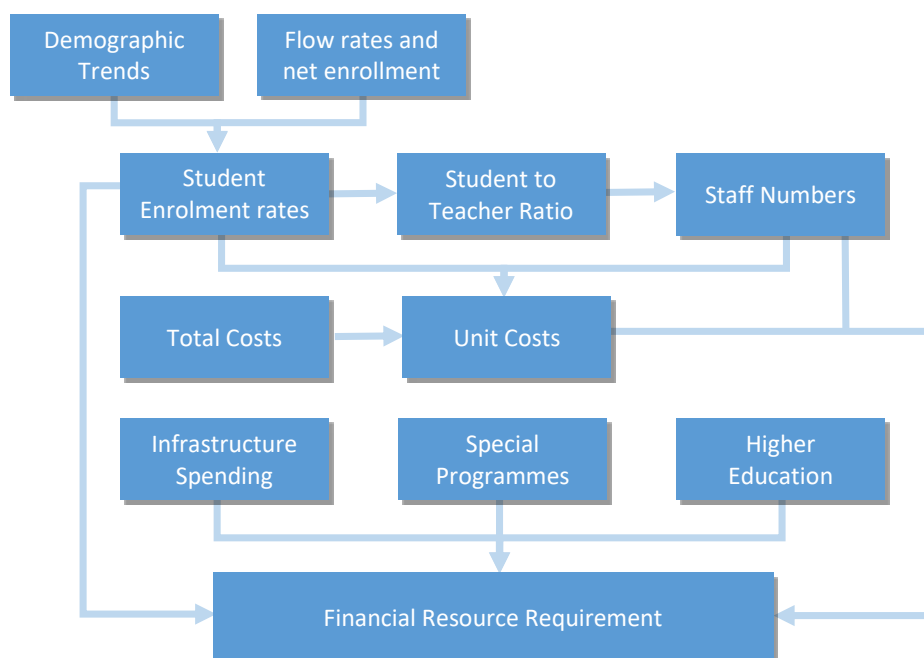 Demographic
Trends
Flow rates and
net enrollment
Student
Enrolment rates
Student to
Teacher Ratio
Staff Numbers
Total Costs
Unit Costs
Infrastructure
Spending
Special
Programmes
Higher
Education
Financial Resource Requirement